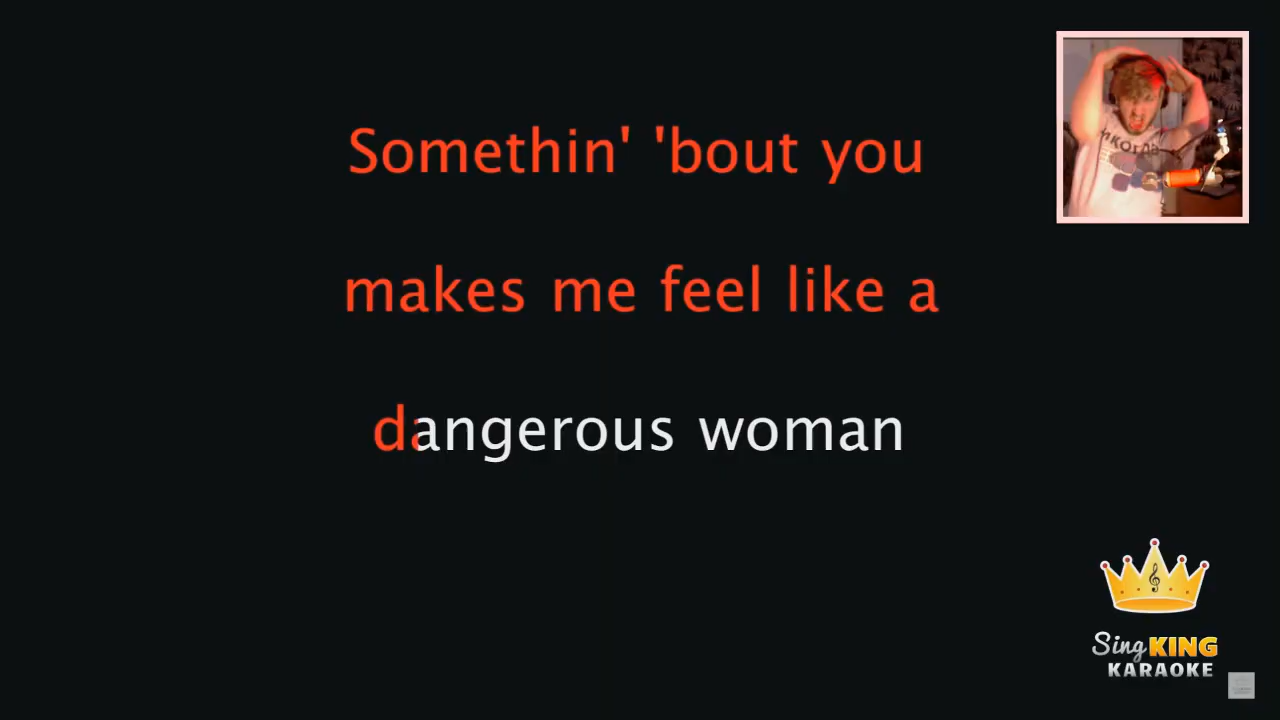 Somethin' 'bout you
makes me feel like a
dangerous woman
Sing KING
KARAOKE